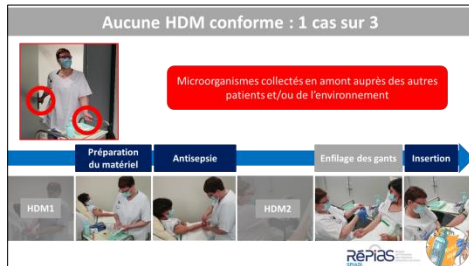 Aucune HDM conforme : 1 cas sur 3
Microorganismes collectés en amont auprès des autres
patients et/ou de l'environnement
Préparation
du matériel
Antisepsie
Enfilage des gants
Insertion
HDM1
HDM2
RéPias